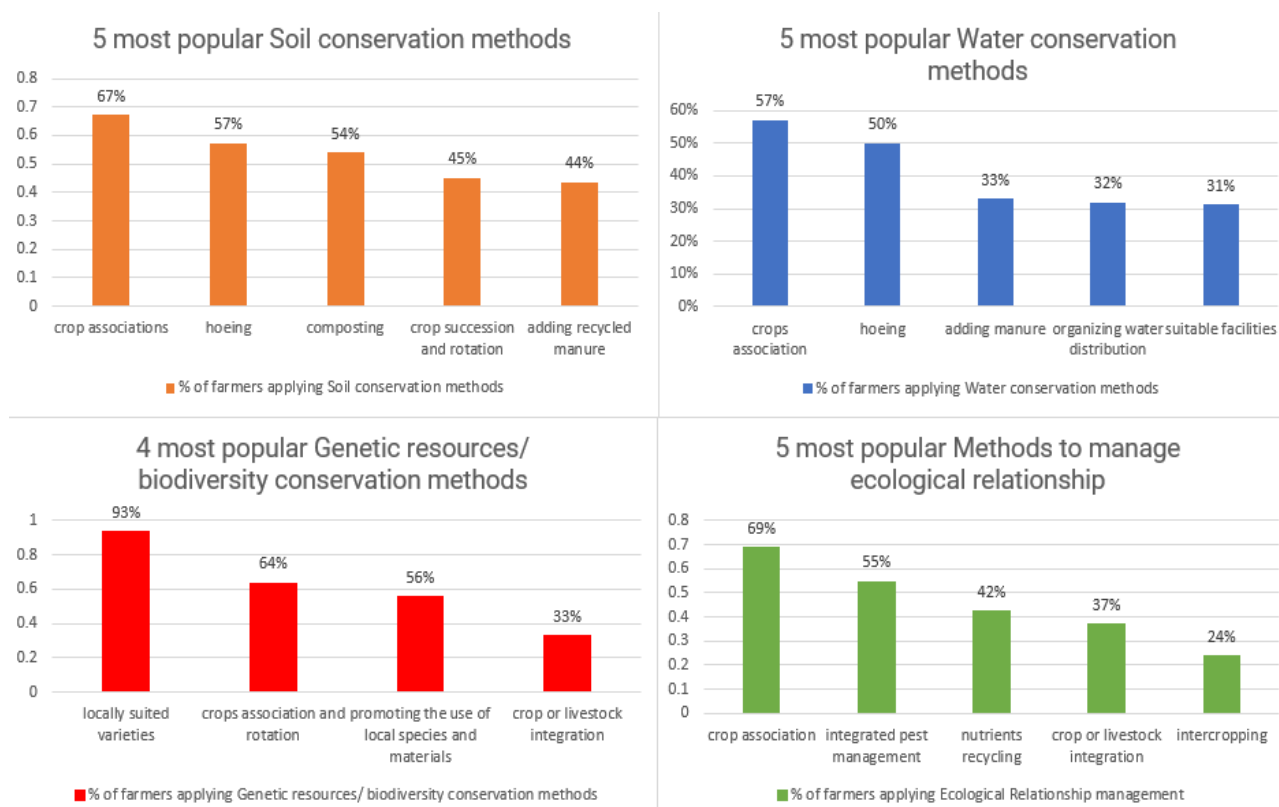 5 most popular Soil conservation methods
0.8
0.7
0.6
0.5
0.4
0.3
0.2
0.1
0
67%
57%
54%
45%
44%
crop associations
hoeing
composting
crop succession
and rotation
adding recycled
manure
% of farmers applying Soil conservation methods
5 most popular Water conservation
methods
60%
50%
40%
30%
20%
10%
0%
57%
50%
33%
32%
31%
crops
association
hoeing
adding manure
organizing water
distribution
suitable facilities
% of farmers applying Water conservation methods
4 most popular Genetic resources/
biodiversity conservation methods
1
0.8
0.6
0.4
0.2
0
93%
64%
56%
33%
locally suited
varieties
crops association and
rotation
promoting the use of
local species and
materials
crop or livestock
integration
% of farmers applying Genetic resources/ biodiversity conservation methods
5 most popular Methods to manage
ecological relationship
0.8
0.7
0.6
0.5
0.4
0.3
0.2
0.1
0
69%
55%
42%
37%
24%
crop association
integrated pest
management
nutrients
recycling
crop or livestock
integration
intercropping
% of farmers applying Ecological Relationship management